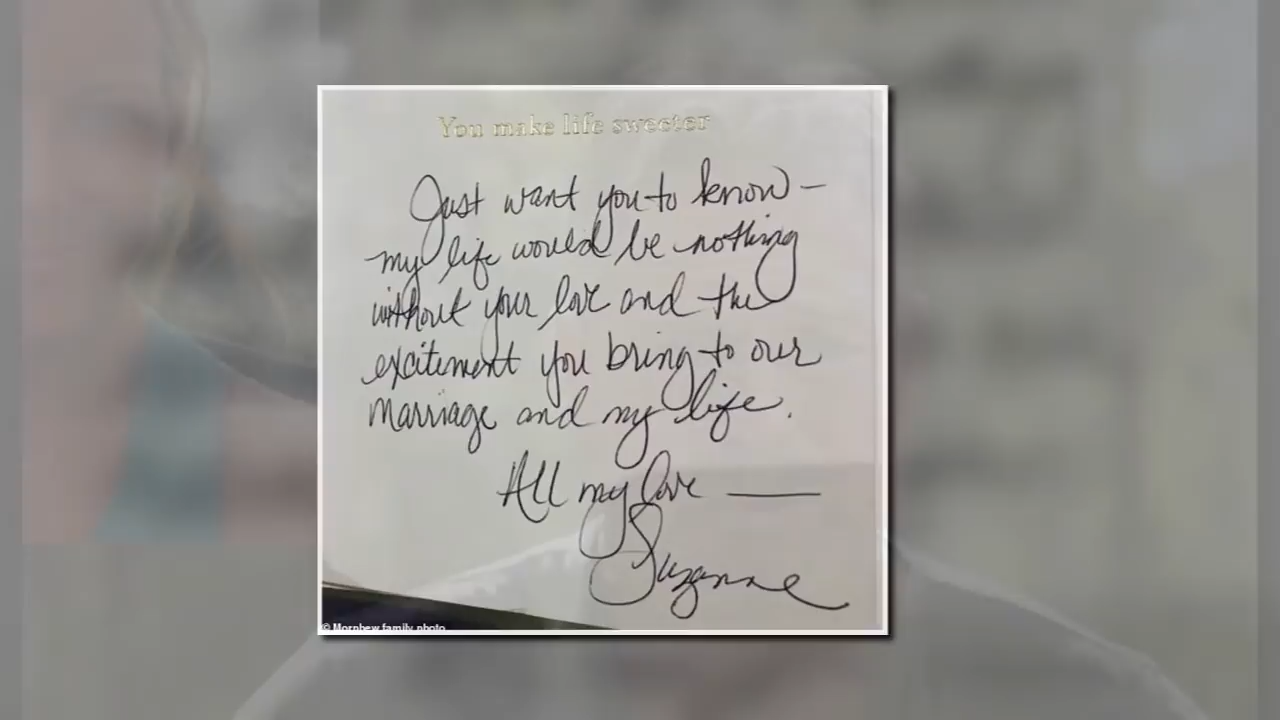 You make life sweeter
Just want you to know –
my life would be nothing
without your love and the
excitement you bring to our
marriage and my life.
All my love —
Suzanne
© Morphew family photo